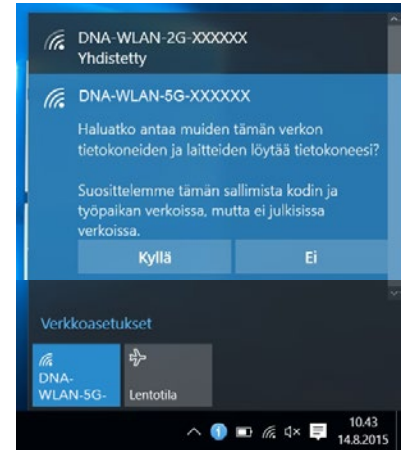 DNA-WLAN-2G-XXXXXX
Yhdistetty
DNA-WLAN-5G-XXXXXX
Haluatko antaa muiden tämän verkon
tietokoneiden ja laitteiden löytää tietokoneesi?
Suosittelemme tämän sallimista kodin ja
työpaikan verkoissa, mutta ei julkisissa
verkoissa.
Kyllä
Ei
Verkkoasetukset
DNA-
WLAN-5G-
Lentotila
10.43
14.8.2015